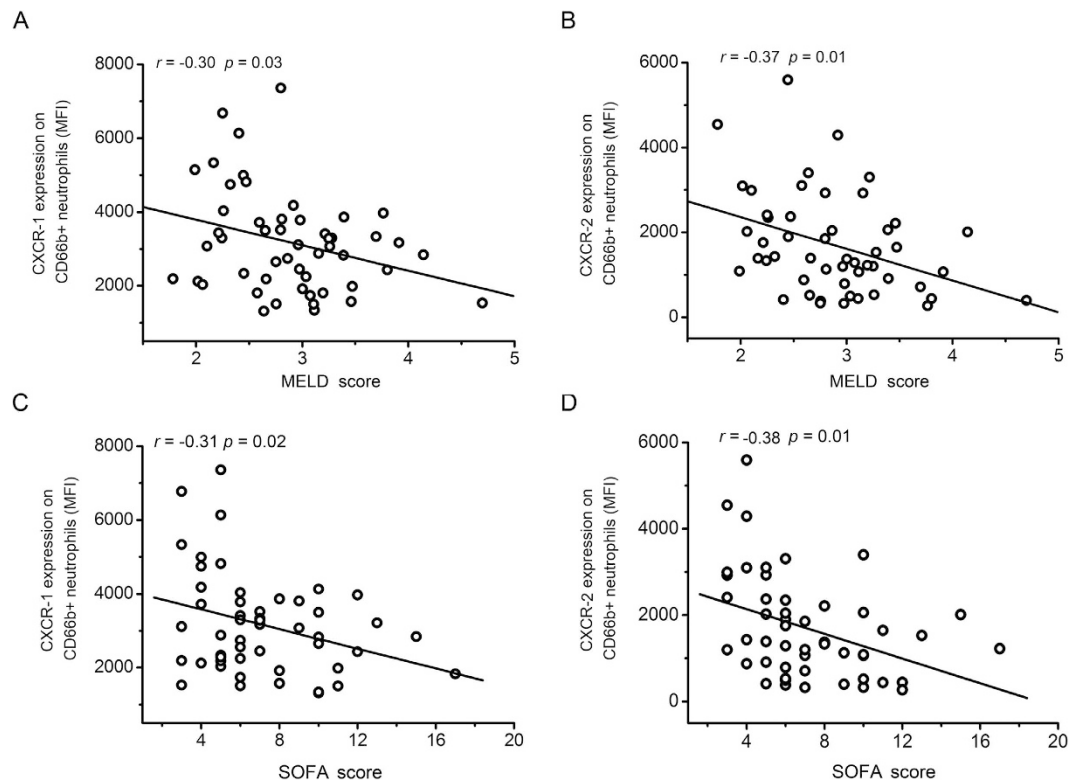 A
r = -0.30 p = 0.03
CXCR-1 expression on
CD66b+ neutrophils (MFI)
8000
6000
4000
2000
2
3
4
5
MELD score
B
r = -0.37 p = 0.01
CXCR-2 expression on
CD66b+ neutrophils (MFI)
6000
4000
2000
0
2
3
4
5
MELD score
C
r = -0.31 p = 0.02
CXCR-1 expression on
CD66b+ neutrophils (MFI)
8000
6000
4000
2000
4
8
12
16
20
SOFA score
D
r = -0.38 p = 0.01
CXCR-2 expression on
CD66b+ neutrophils (MFI)
6000
4000
2000
0
4
8
12
16
20
SOFA score